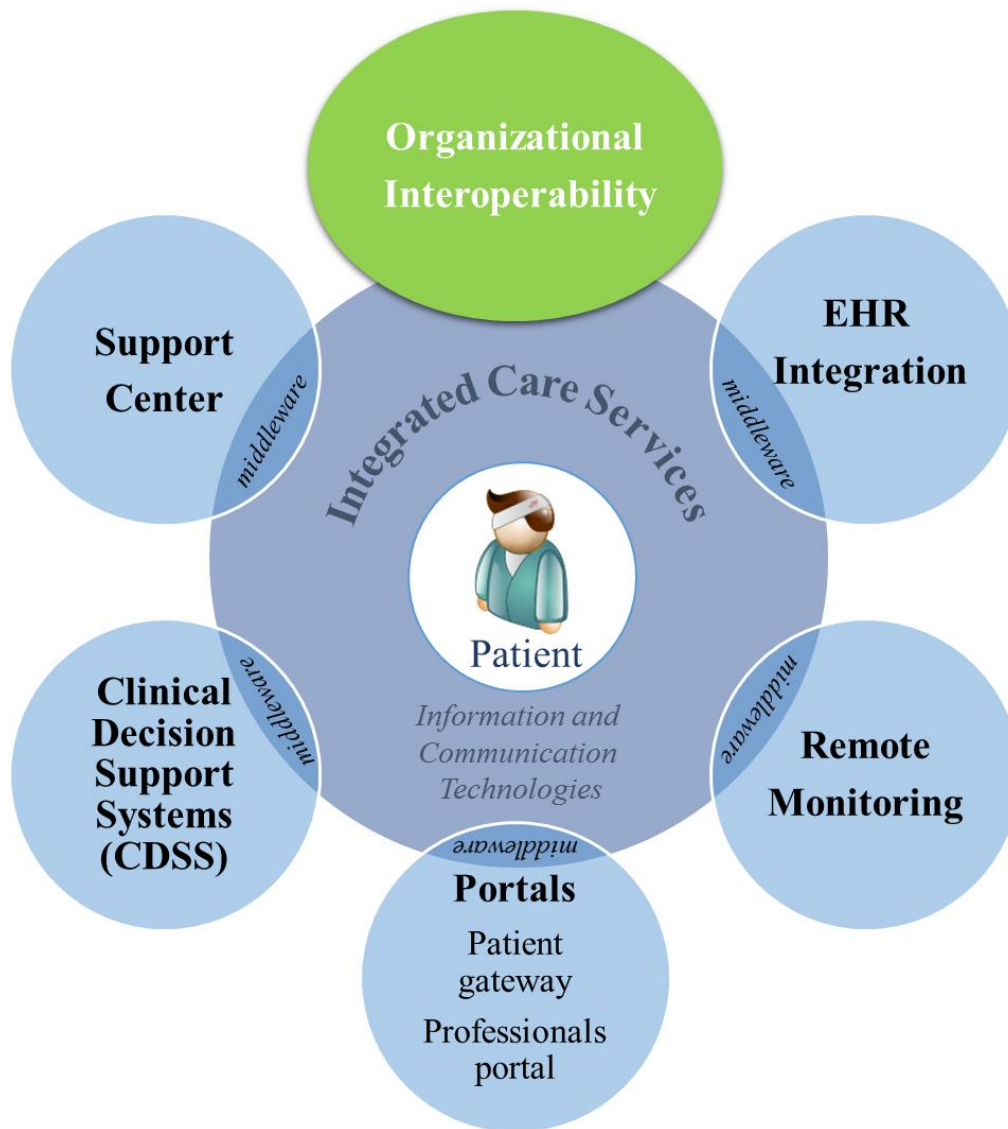 Organizational
Interoperability
Support
Center
middleware
EHR
Integration
middleware
Integrated Care Services
Patient
Information and
Communication
Technologies
Clinical
Decision
Support
Systems
(CDSS)
middleware
Remote
Monitoring
middleware
middleware
Portals
Patient
gateway
Professionals
portal